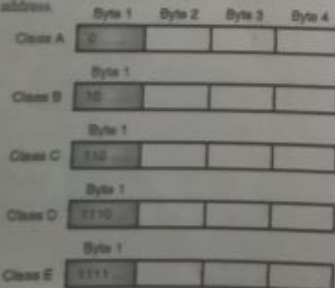 address
Byte 1 Byte 2 Byte 3 Byte 4
Class A 0 ...
Byte 1
Class B 10 ...
Byte 1
Class C 110 ...
Byte 1
Class D 1110 ...
Byte 1
Class E 1111 ...